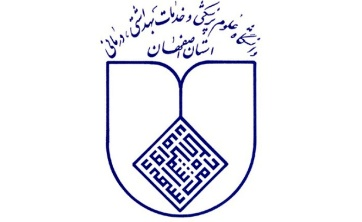 دانشگاه علوم پزشکی و خدمات بهداشتی، درمانی
استان اصفهان